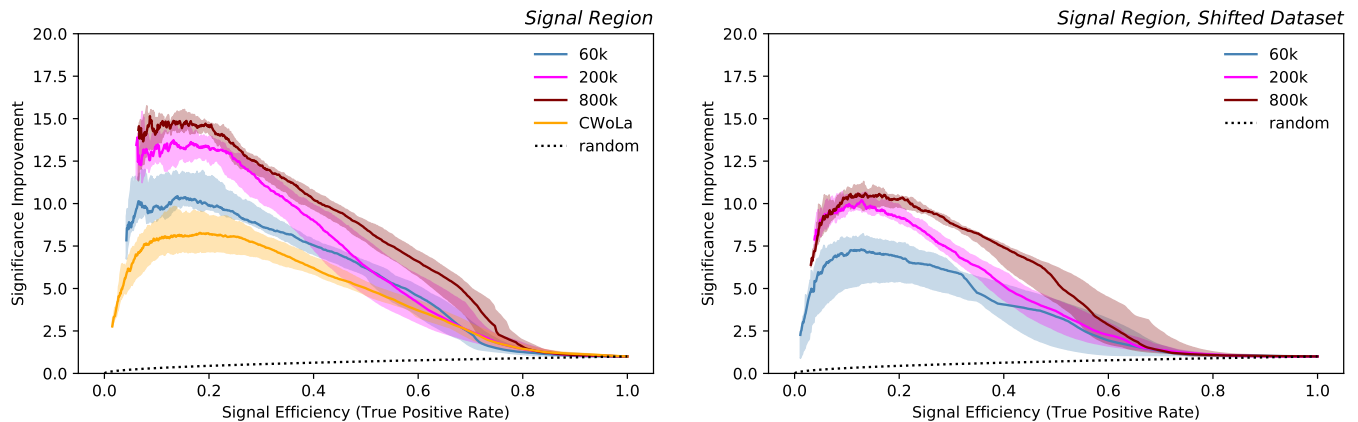 Signal Region
20.0
17.5
15.0
12.5
10.0
7.5
5.0
2.5
0.0
Significance Improvement
60k
200k
800k
CWoLa
random
0.0 0.2 0.4 0.6 0.8 1.0
Signal Efficiency (True Positive Rate)
Signal Region, Shifted Dataset
20.0
17.5
15.0
12.5
10.0
7.5
5.0
2.5
0.0
Significance Improvement
60k
200k
800k
random
0.0 0.2 0.4 0.6 0.8 1.0
Signal Efficiency (True Positive Rate)